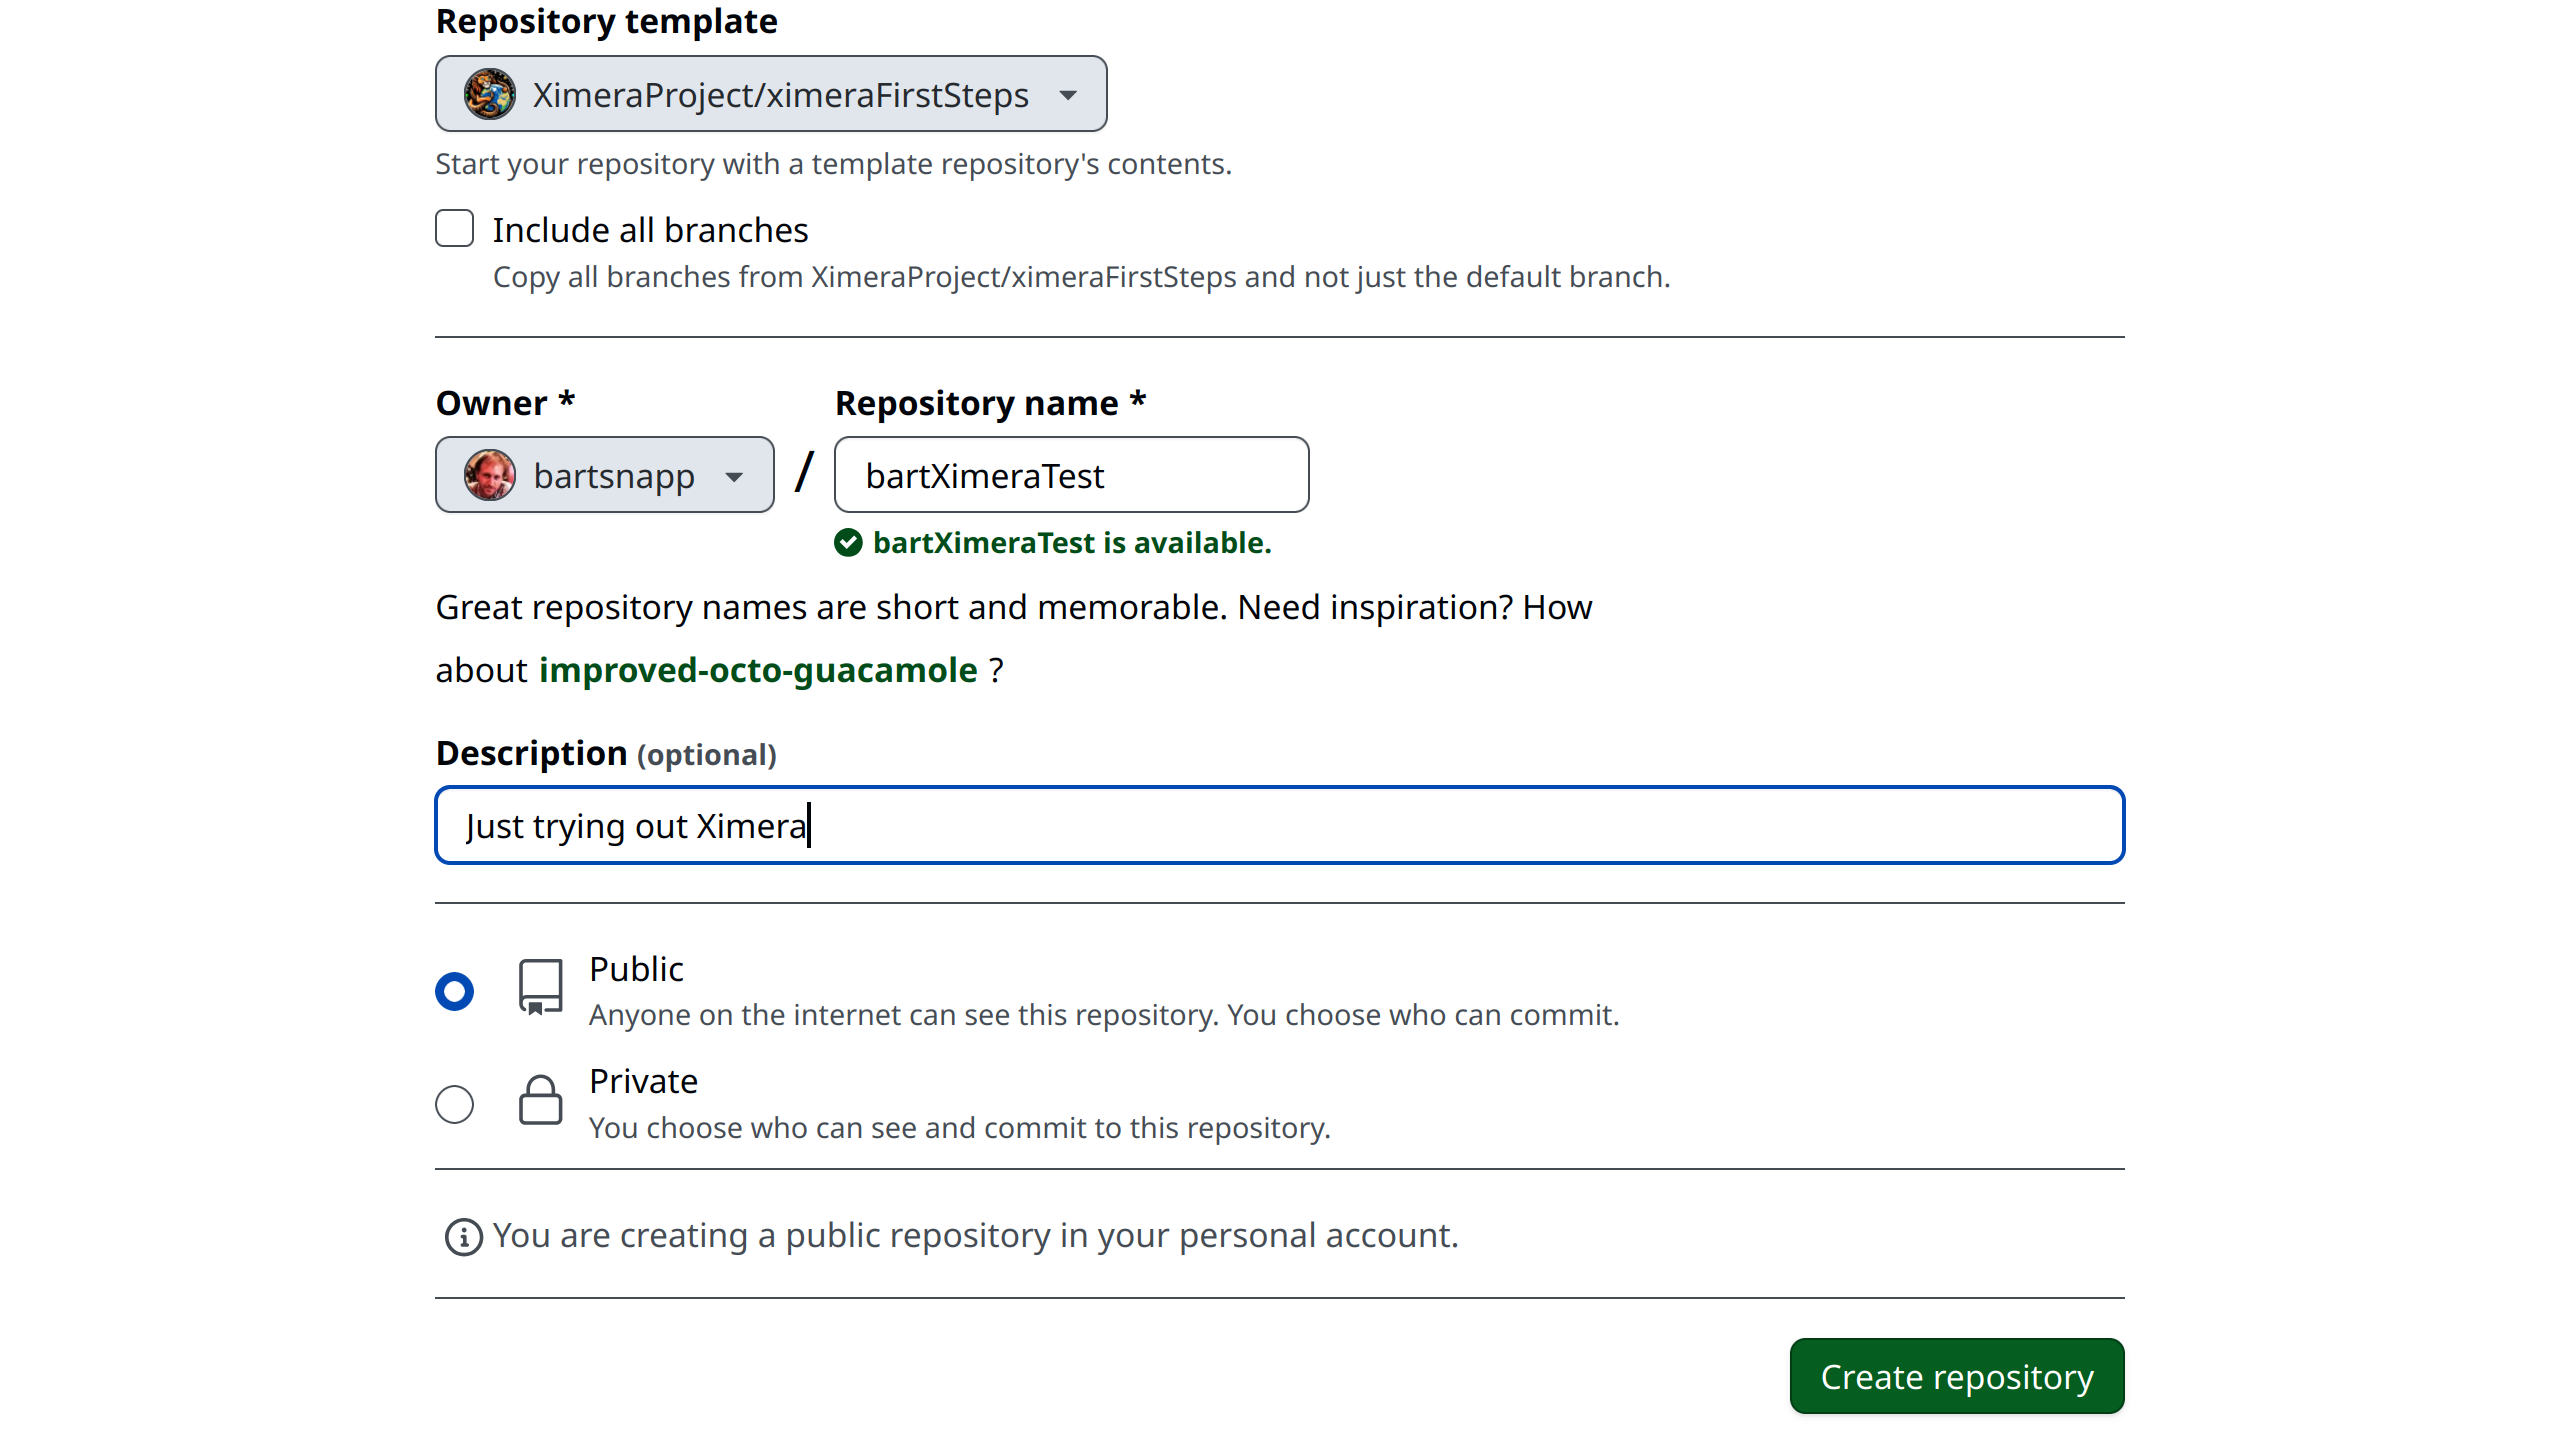 Repository template
XimeraProject/ximeraFirstSteps
Start your repository with a template repository's contents.
Include all branches
Copy all branches from XimeraProject/ximeraFirstSteps and not just the default branch.
Owner * Repository name *
bartsnapp / bartXimeraTest
bartXimeraTest is available.
Great repository names are short and memorable. Need inspiration? How
about improved-octo-guacamole ?
Description (optional)
Just trying out Ximera
Public
Anyone on the internet can see this repository. You choose who can commit.
Private
You choose who can see and commit to this repository.
You are creating a public repository in your personal account.
Create repository